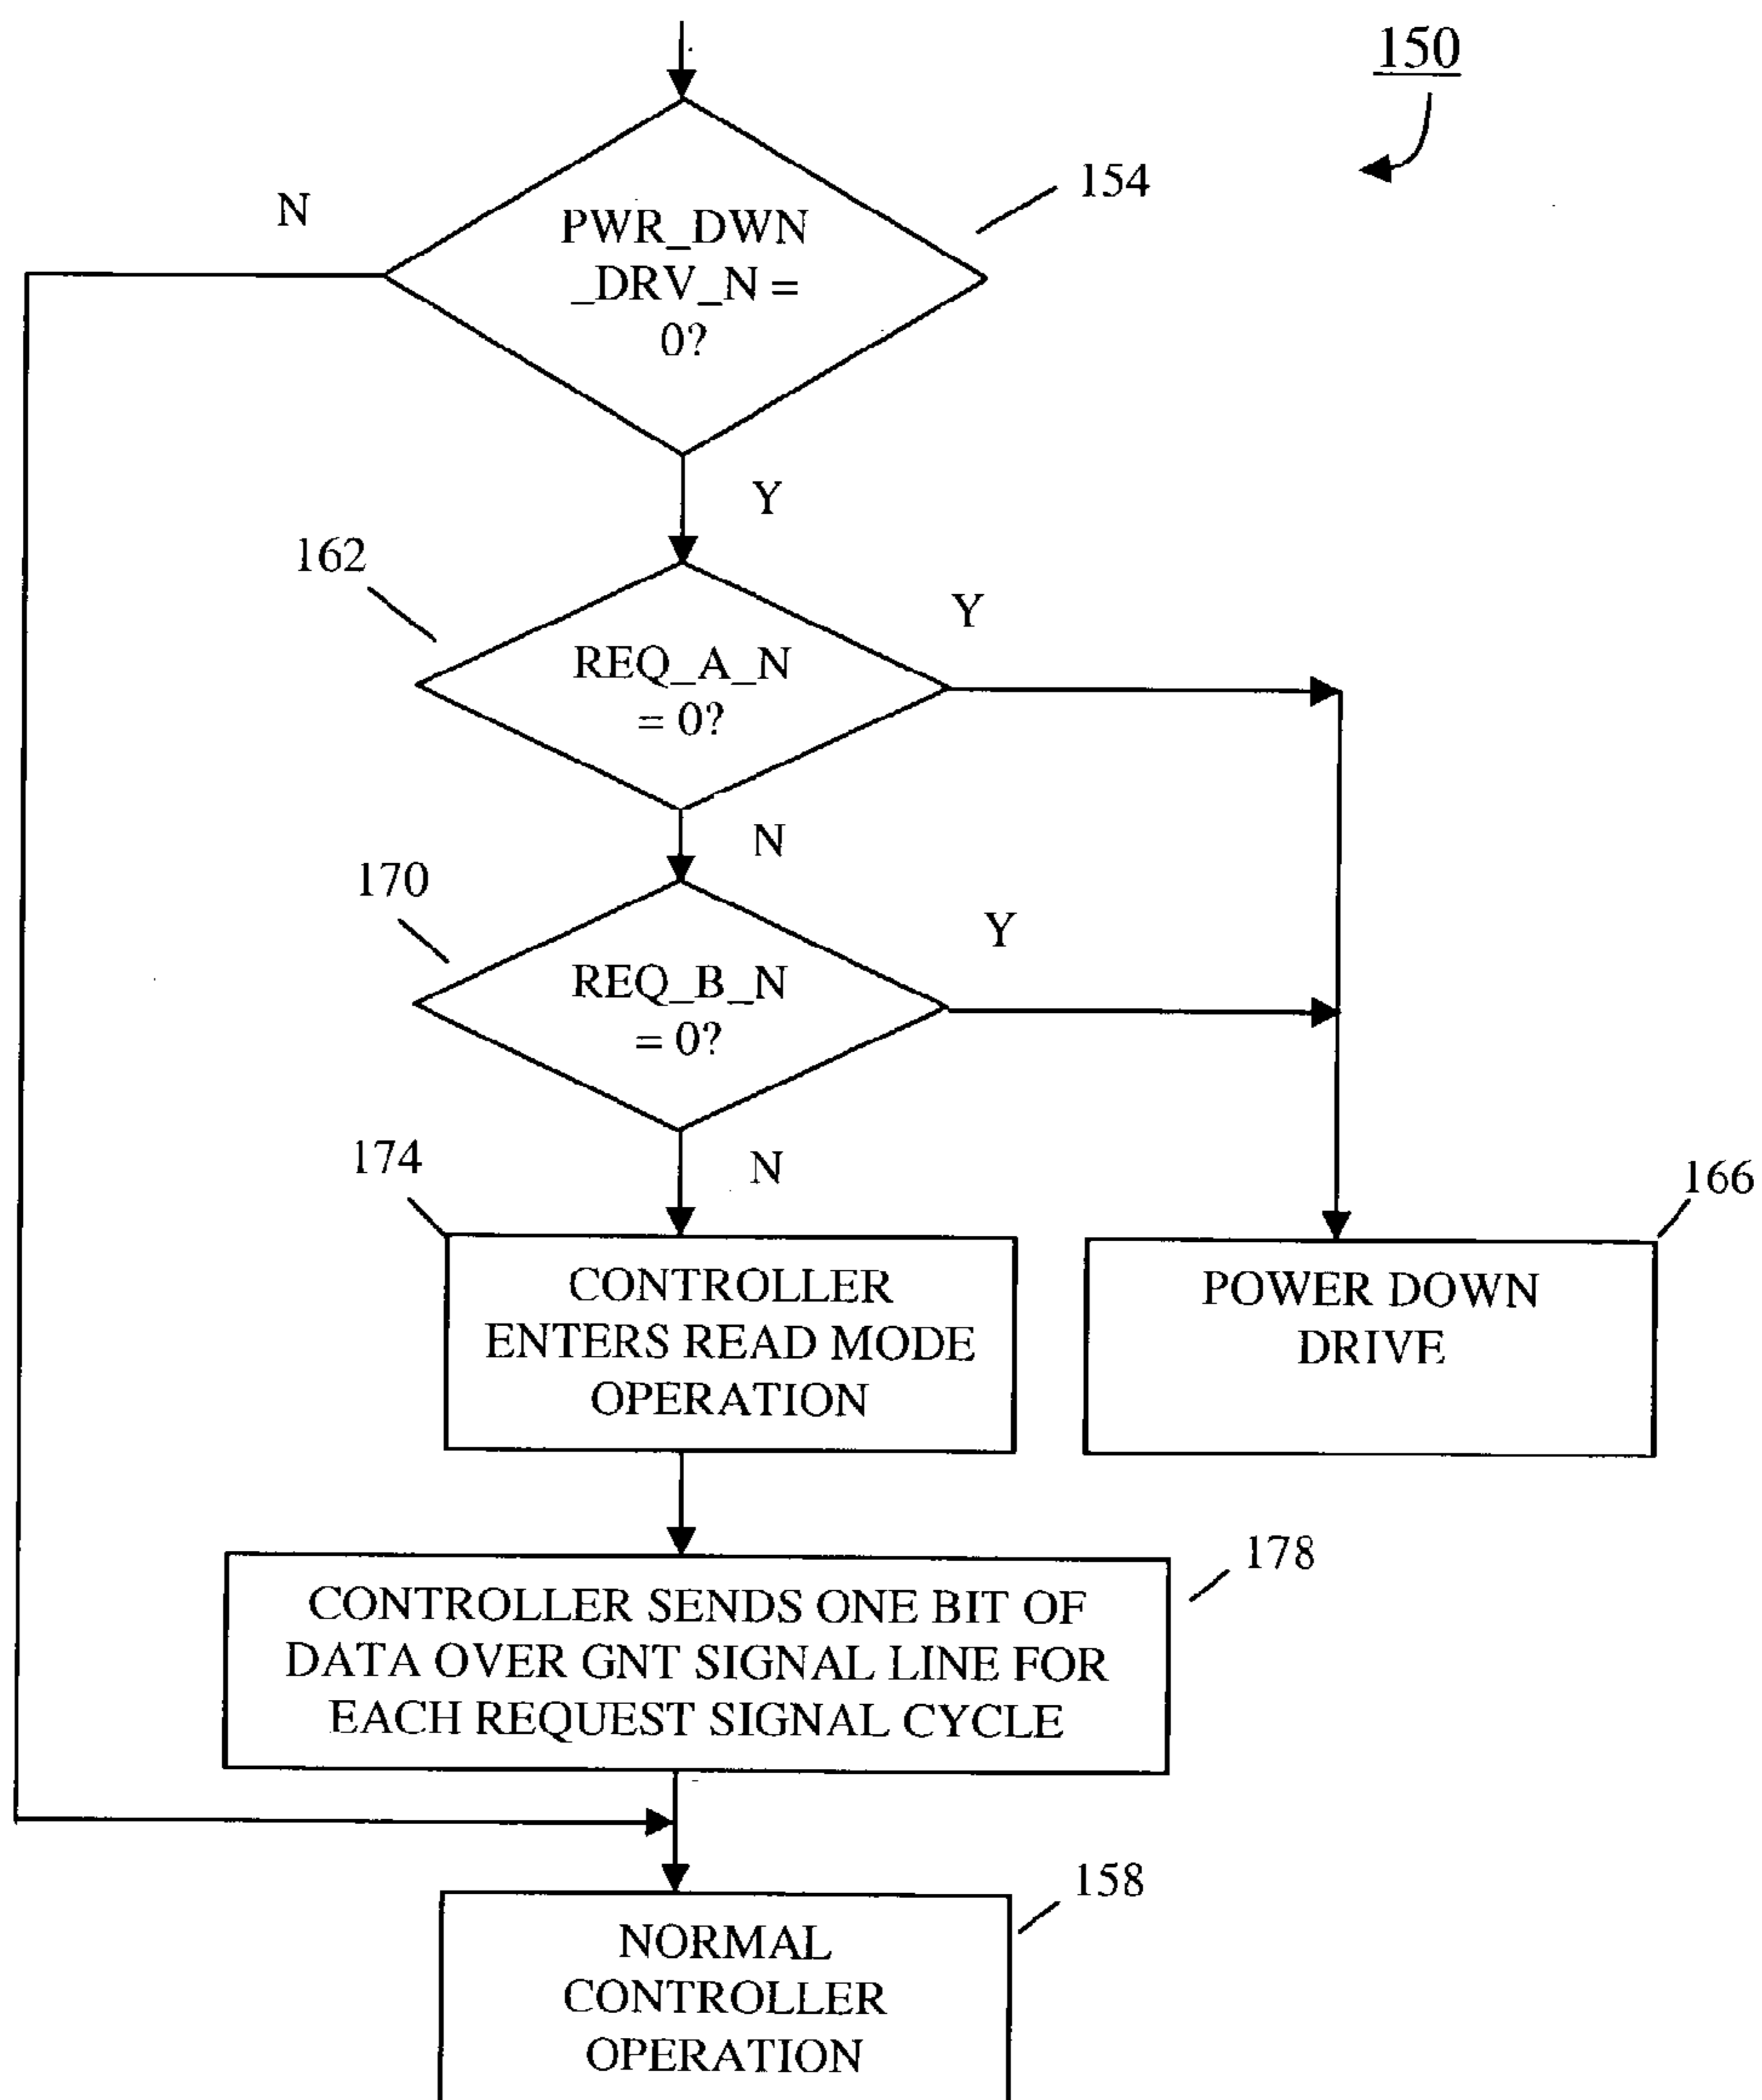 150
154
N
PWR_DWN
_DRV_N =
0?
Y
162
Y
REQ_A_N
= 0?
N
170
Y
REQ_B_N
= 0?
174
N
166
CONTROLLER
ENTERS READ MODE
OPERATION
POWER DOWN
DRIVE
178
CONTROLLER SENDS ONE BIT OF
DATA OVER GNT SIGNAL LINE FOR
EACH REQUEST SIGNAL CYCLE
158
NORMAL
CONTROLLER
OPERATION